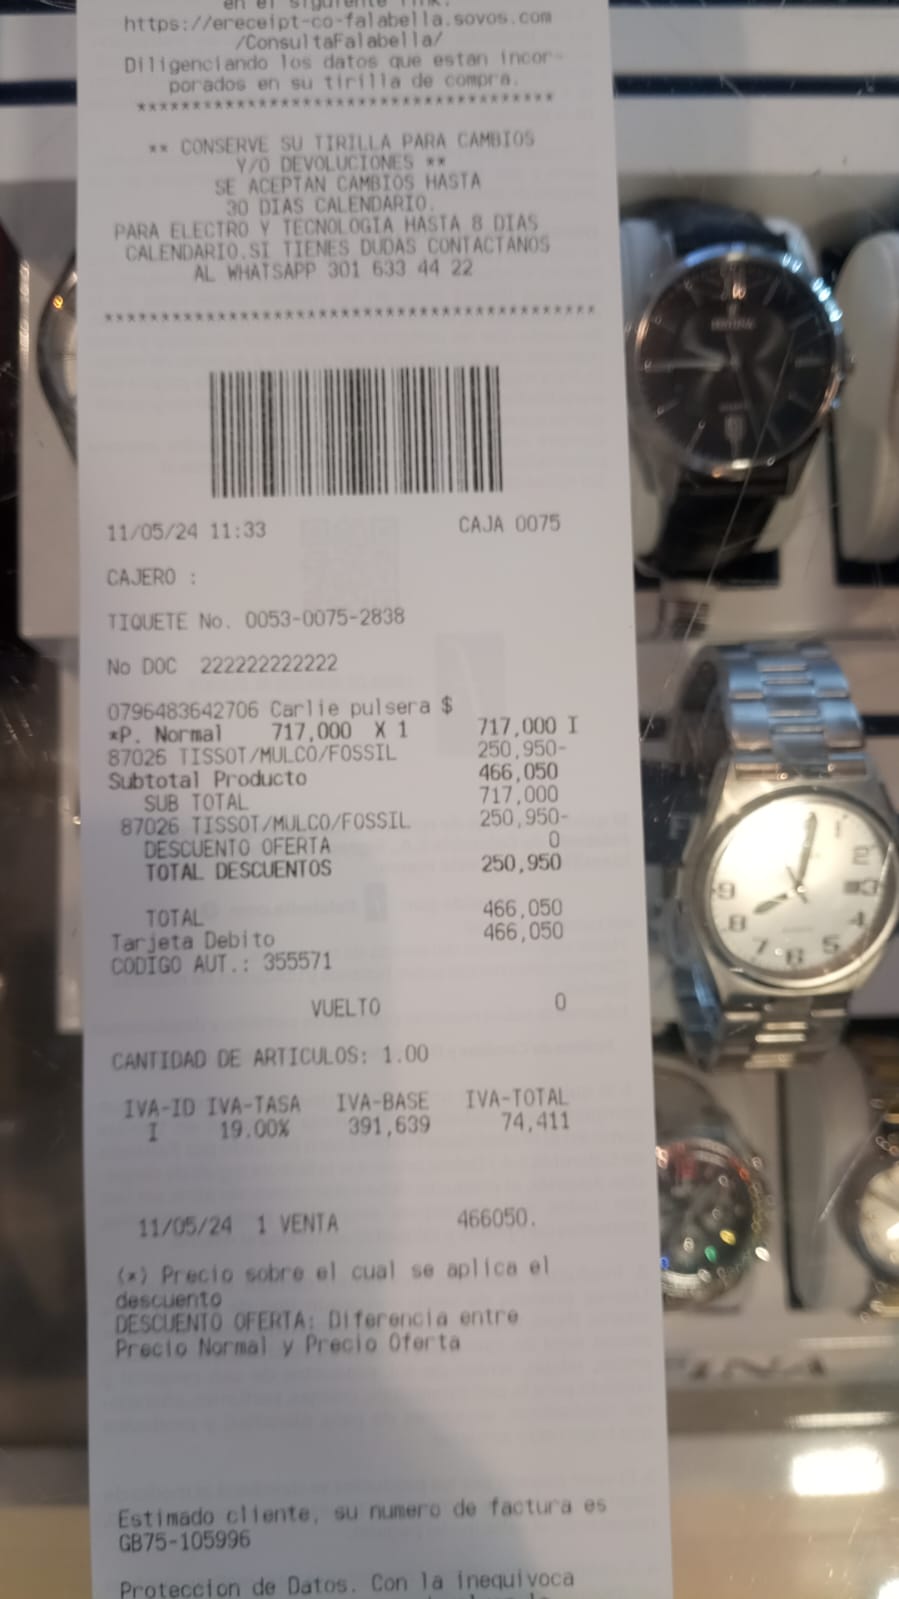 en el siguiente link:
https://ereceipt-co-falabella.sovos.com
/ConsultaFalabella/
Diligenciando los datos que estan incor-
porados en su tirilla de compra.
****************************************
** CONSERVE SU TIRILLA PARA CAMBIOS
Y/O DEVOLUCIONES **
SE ACEPTAN CAMBIOS HASTA
30 DIAS CALENDARIO.
PARA ELECTRO Y TECNOLOGIA HASTA 8 DIAS
CALENDARIO.SI TIENES DUDAS CONTACTANOS
AL WHATSAPP 301 633 44 22
********************************************
11/05/24 11:33 CAJA 0075
CAJERO :
TIQUETE No. 0053-0075-2838
No DOC 222222222222
0796483642706 Carlie pulsera $
*P. Normal 717,000 X 1 717,000 I
87026 TISSOT/MULCO/FOSSIL 250,950-
Subtotal Producto 466,050
SUB TOTAL 717,000
87026 TISSOT/MULCO/FOSSIL 250,950-
DESCUENTO OFERTA 0
TOTAL DESCUENTOS 250,950
TOTAL 466,050
Tarjeta Debito 466,050
CODIGO AUT.: 355571
VUELTO 0
CANTIDAD DE ARTICULOS: 1.00
IVA-ID IVA-TASA IVA-BASE IVA-TOTAL
I 19.00% 391,639 74,411
11/05/24 1 VENTA 466050.
(*) Precio sobre el cual se aplica el
descuento
DESCUENTO OFERTA: Diferencia entre
Precio Normal y Precio Oferta
Estimado cliente, su numero de factura es
GB75-105996
Proteccion de Datos. Con la inequivoca